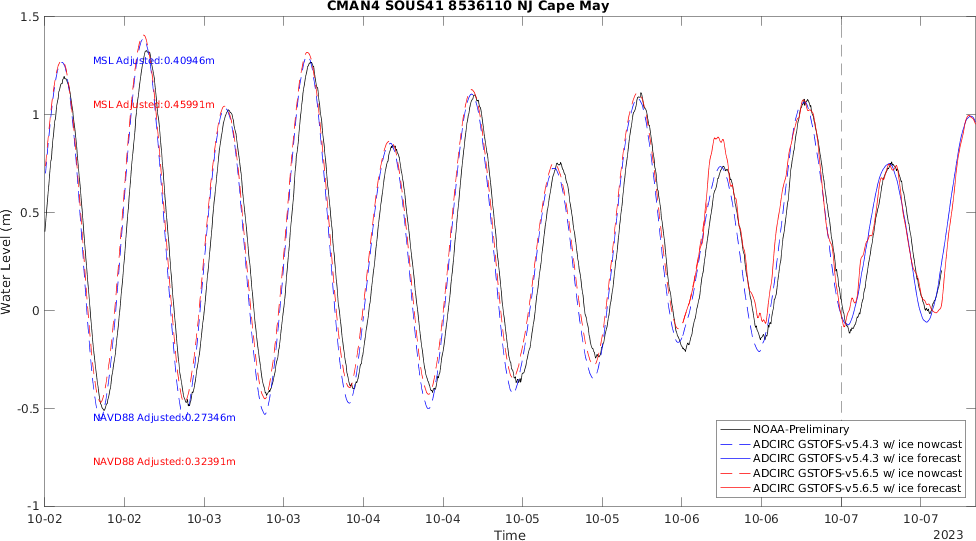 CMAN4 SOUS41 8536110 NJ Cape May
1.5
1
0.5
0
-0.5
-1
Water Level (m)
MSL Adjusted:0.40946m
MSL Adjusted:0.45991m
NAVD88 Adjusted:0.27346m
NAVD88 Adjusted:0.32391m
NOAA-Preliminary
ADCIRC GSTOFS-v5.4.3 w/ ice nowcast
ADCIRC GSTOFS-v5.4.3 w/ ice forecast
ADCIRC GSTOFS-v5.6.5 w/ ice nowcast
ADCIRC GSTOFS-v5.6.5 w/ ice forecast
10-02 10-02 10-03 10-03 10-04 10-04 10-05 10-05 10-06 10-06 10-07 10-07
Time
2023